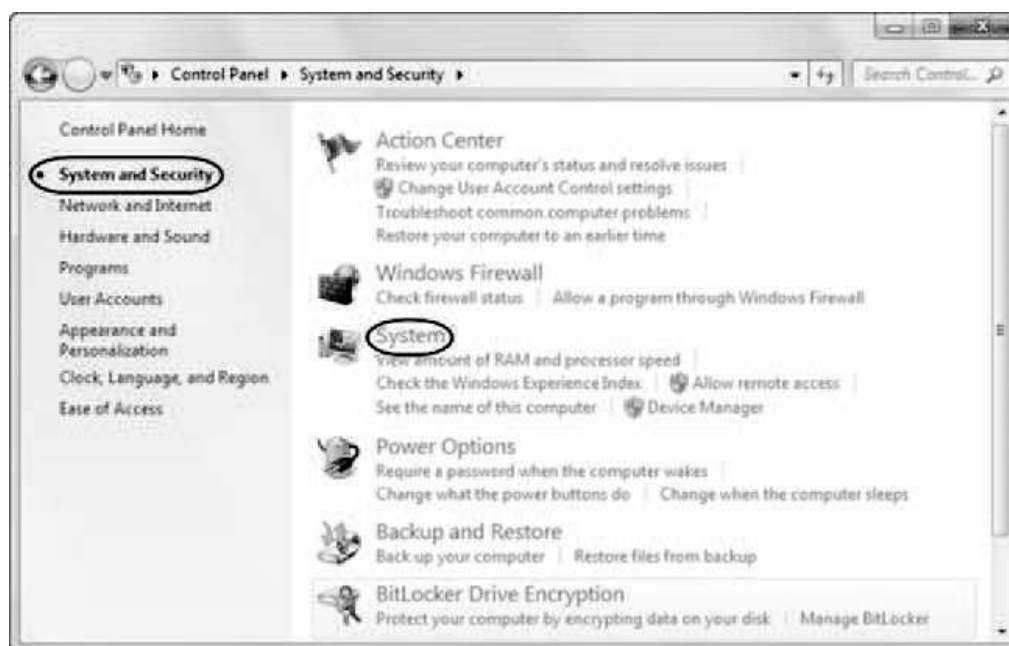 Control Panel System and Security Search Control...
Control Panel Home
System and Security
Network and Internet
Hardware and Sound
Programs
User Accounts
Appearance and
Personalization
Clock, Language, and Region
Ease of Access
Action Center
Review your computer's status and resolve issues
Change User Account Control settings
Troubleshoot common computer problems
Restore your computer to an earlier time
Windows Firewall
Check firewall status Allow a program through Windows Firewall
System
View amount of RAM and processor speed
Check the Windows Experience Index Allow remote access
See the name of this computer Device Manager
Power Options
Require a password when the computer wakes
Change what the power buttons do Change when the computer sleeps
Backup and Restore
Back up your computer Restore files from backup
BitLocker Drive Encryption
Protect your computer by encrypting data on your disk Manage BitLocker